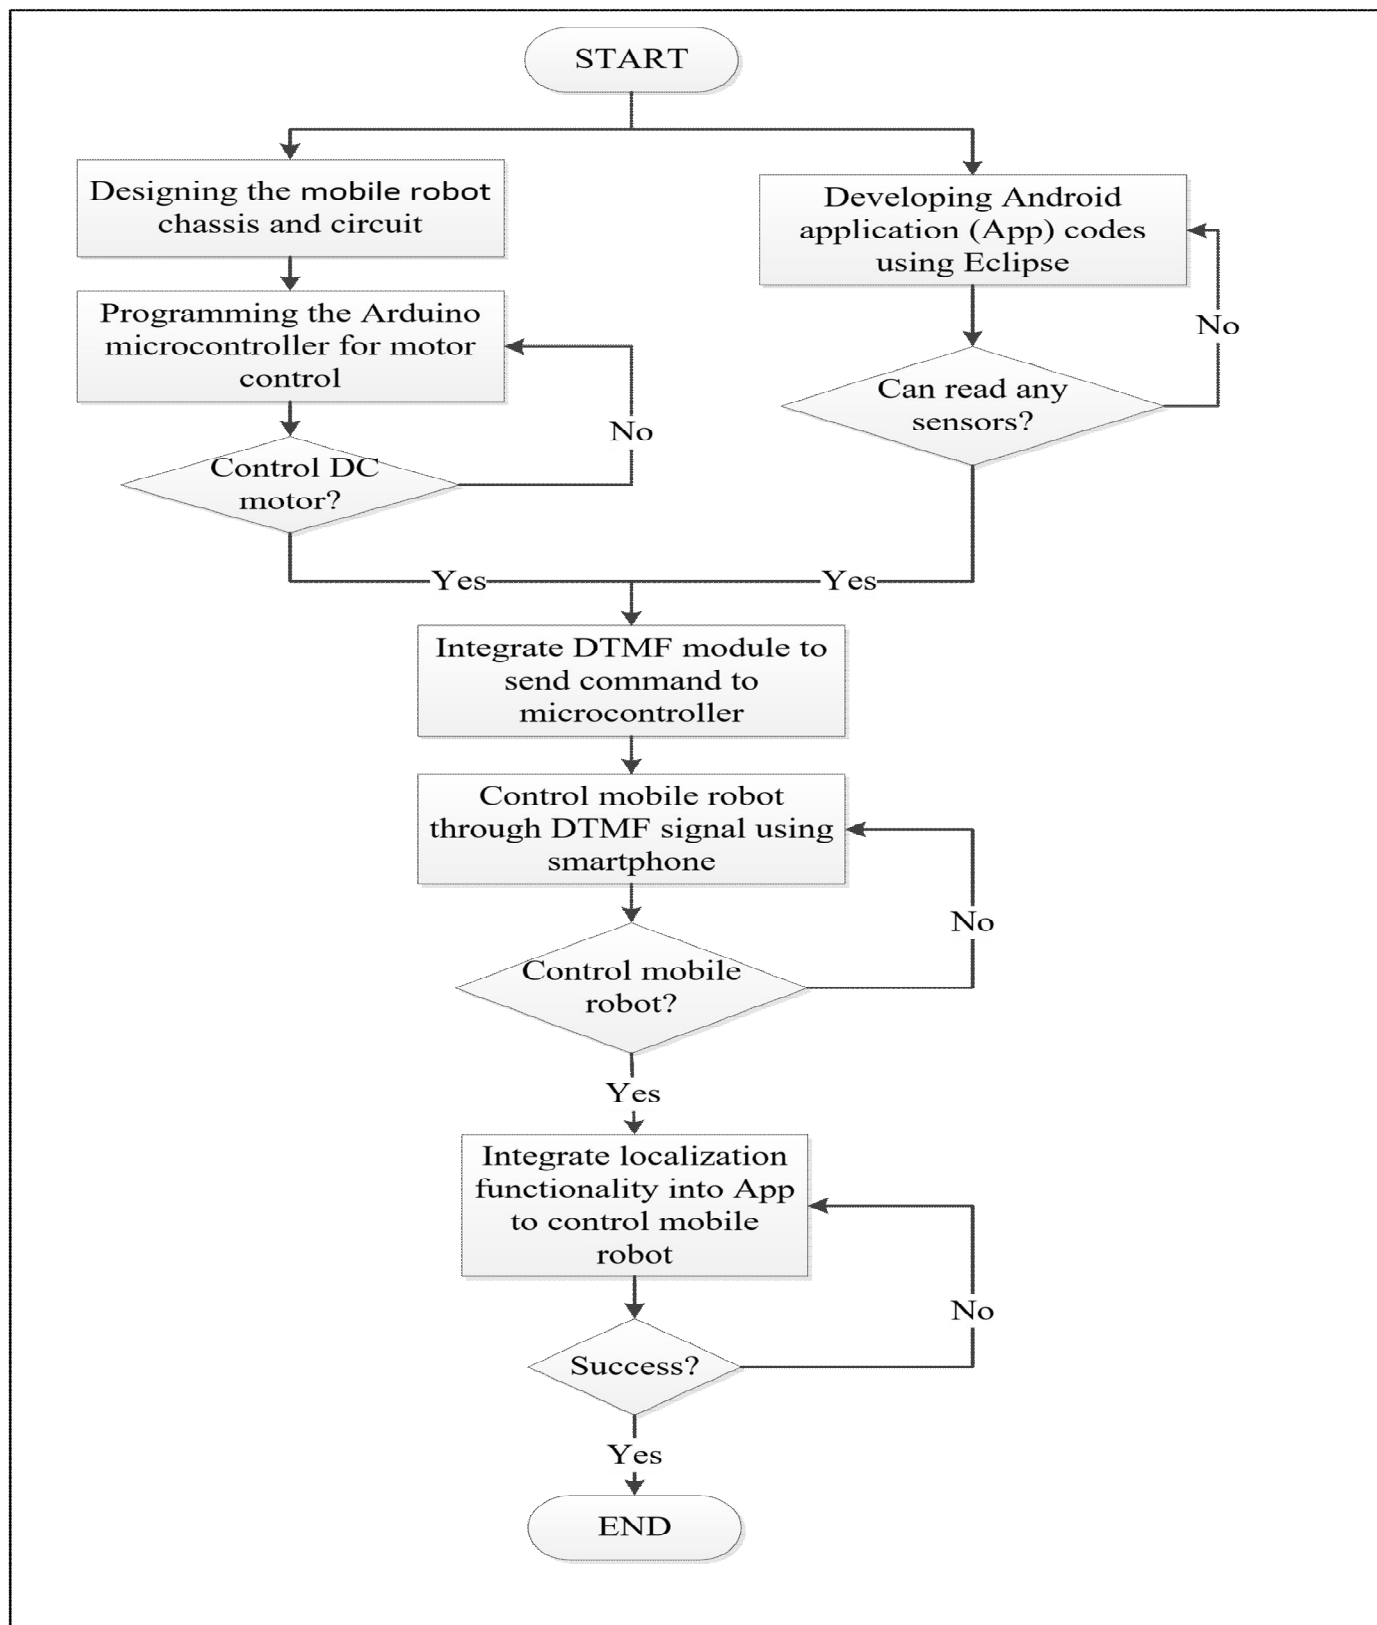 START
Designing the mobile robot
chassis and circuit
Programming the Arduino
microcontroller for motor
control
No
Control DC
motor?
Developing Android
application (App) codes
using Eclipse
No
Can read any
sensors?
Yes
Yes
Integrate DTMF module to
send command to
microcontroller
Control mobile robot
through DTMF signal using
smartphone
No
Control mobile
robot?
Yes
Integrate localization
functionality into App
to control mobile
robot
No
Success?
Yes
END